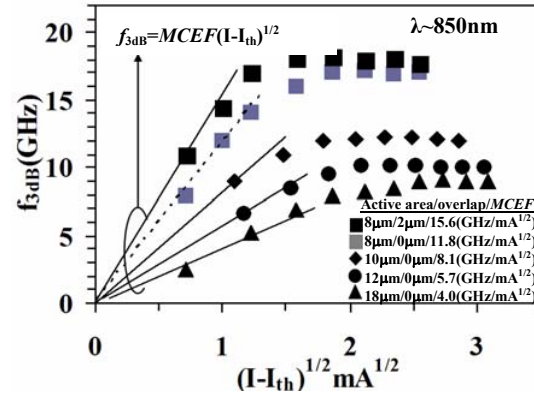 f3dB=MCEF(I-Ith)1/2
λ~850nm
20
15
10
5
0
f3dB(GHz)
Active area/overlap/MCEF
8μm/2μm/15.6(GHz/mA1/2)
8μm/0μm/11.8(GHz/mA1/2)
10μm/0μm/8.1(GHz/mA1/2)
12μm/0μm/5.7(GHz/mA1/2)
18μm/0μm/4.0(GHz/mA1/2)
0 1 2 3
(I-Ith)1/2 mA1/2